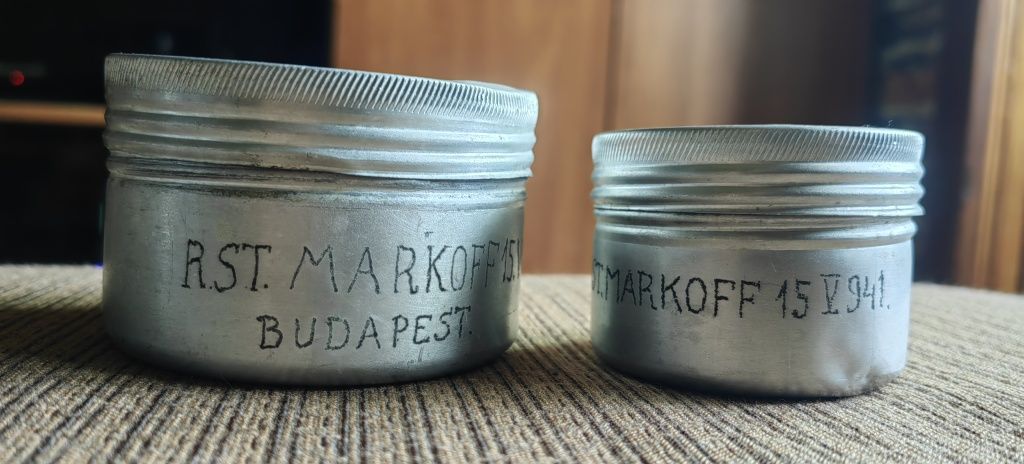 R.ST. MARKOFF 15.V
BUDAPEST.
ST.MARKOFF 15 V 941.